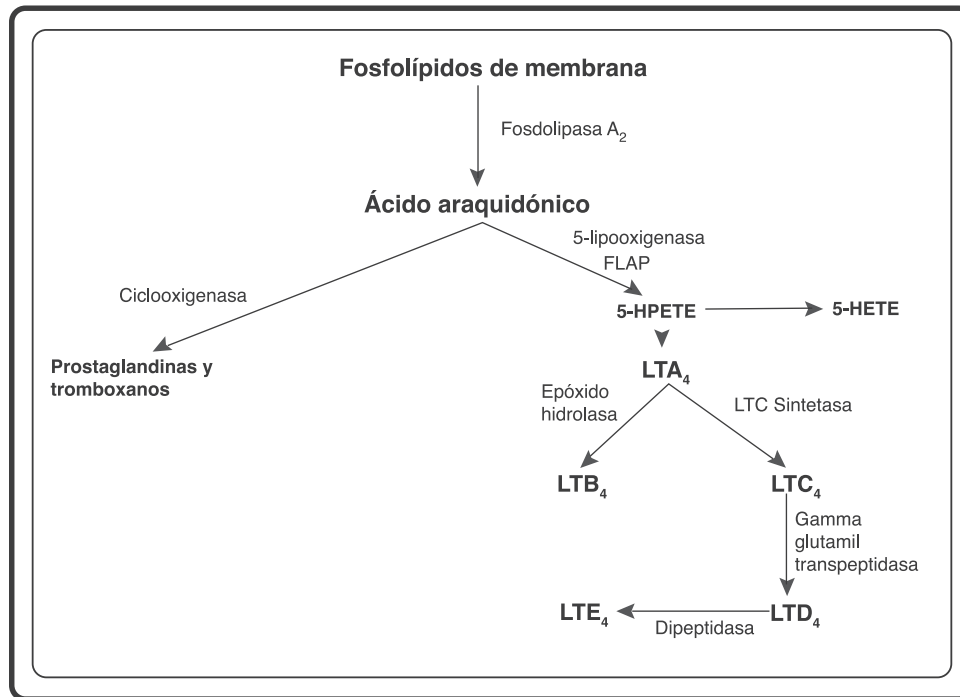 Fosfolípidos de membrana
Fosdolipasa A₂
Ácido araquidónico
5-lipooxigenasa
FLAP
Ciclooxigenasa
5-HPETE
5-HETE
Prostaglandinas y
tromboxanos
LTA₄
Epóxido
hidrolasa
LTC Sintetasa
LTB₄
LTC₄
Gamma
glutamil
transpeptidasa
LTE₄
LTD₄
Dipeptidasa